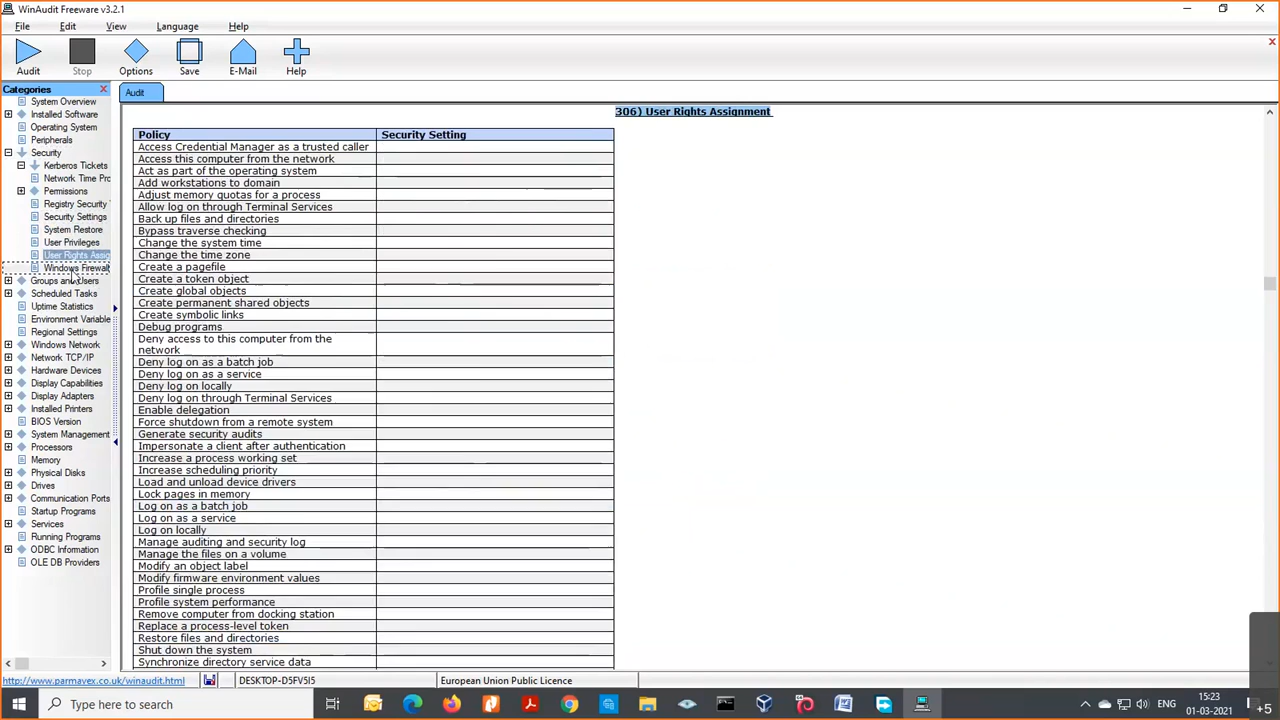 WinAudit Freeware v3.2.1
File Edit View Language Help
Audit Stop Options Save E-Mail Help
Categories
System Overview
Installed Software
Operating System
Peripherals
Security
Kerberos Tickets
Network Time Pro
Permissions
Registry Security
Security Settings
System Restore
User Privileges
User Rights Assig
Windows Firewall
Groups and Users
Scheduled Tasks
Uptime Statistics
Environment Variable
Regional Settings
Windows Network
Network TCP/IP
Hardware Devices
Display Capabilities
Display Adapters
Installed Printers
BIOS Version
System Management
Processors
Memory
Physical Disks
Drives
Communication Ports
Startup Programs
Services
Running Programs
ODBC Information
OLE DB Providers
Audit
306) User Rights Assignment
Policy Security Setting
Access Credential Manager as a trusted caller
Access this computer from the network
Act as part of the operating system
Add workstations to domain
Adjust memory quotas for a process
Allow log on through Terminal Services
Back up files and directories
Bypass traverse checking
Change the system time
Change the time zone
Create a pagefile
Create a token object
Create global objects
Create permanent shared objects
Create symbolic links
Debug programs
Deny access to this computer from the
network
Deny log on as a batch job
Deny log on as a service
Deny log on locally
Deny log on through Terminal Services
Enable delegation
Force shutdown from a remote system
Generate security audits
Impersonate a client after authentication
Increase a process working set
Increase scheduling priority
Load and unload device drivers
Lock pages in memory
Log on as a batch job
Log on as a service
Log on locally
Manage auditing and security log
Manage the files on a volume
Modify an object label
Modify firmware environment values
Profile single process
Profile system performance
Remove computer from docking station
Replace a process-level token
Restore files and directories
Shut down the system
Synchronize directory service data
http://www.parmavex.co.uk/winaudit.html DESKTOP-D5FV5I5 European Union Public Licence
Type here to search
ENG
15:23
01-03-2021
+5